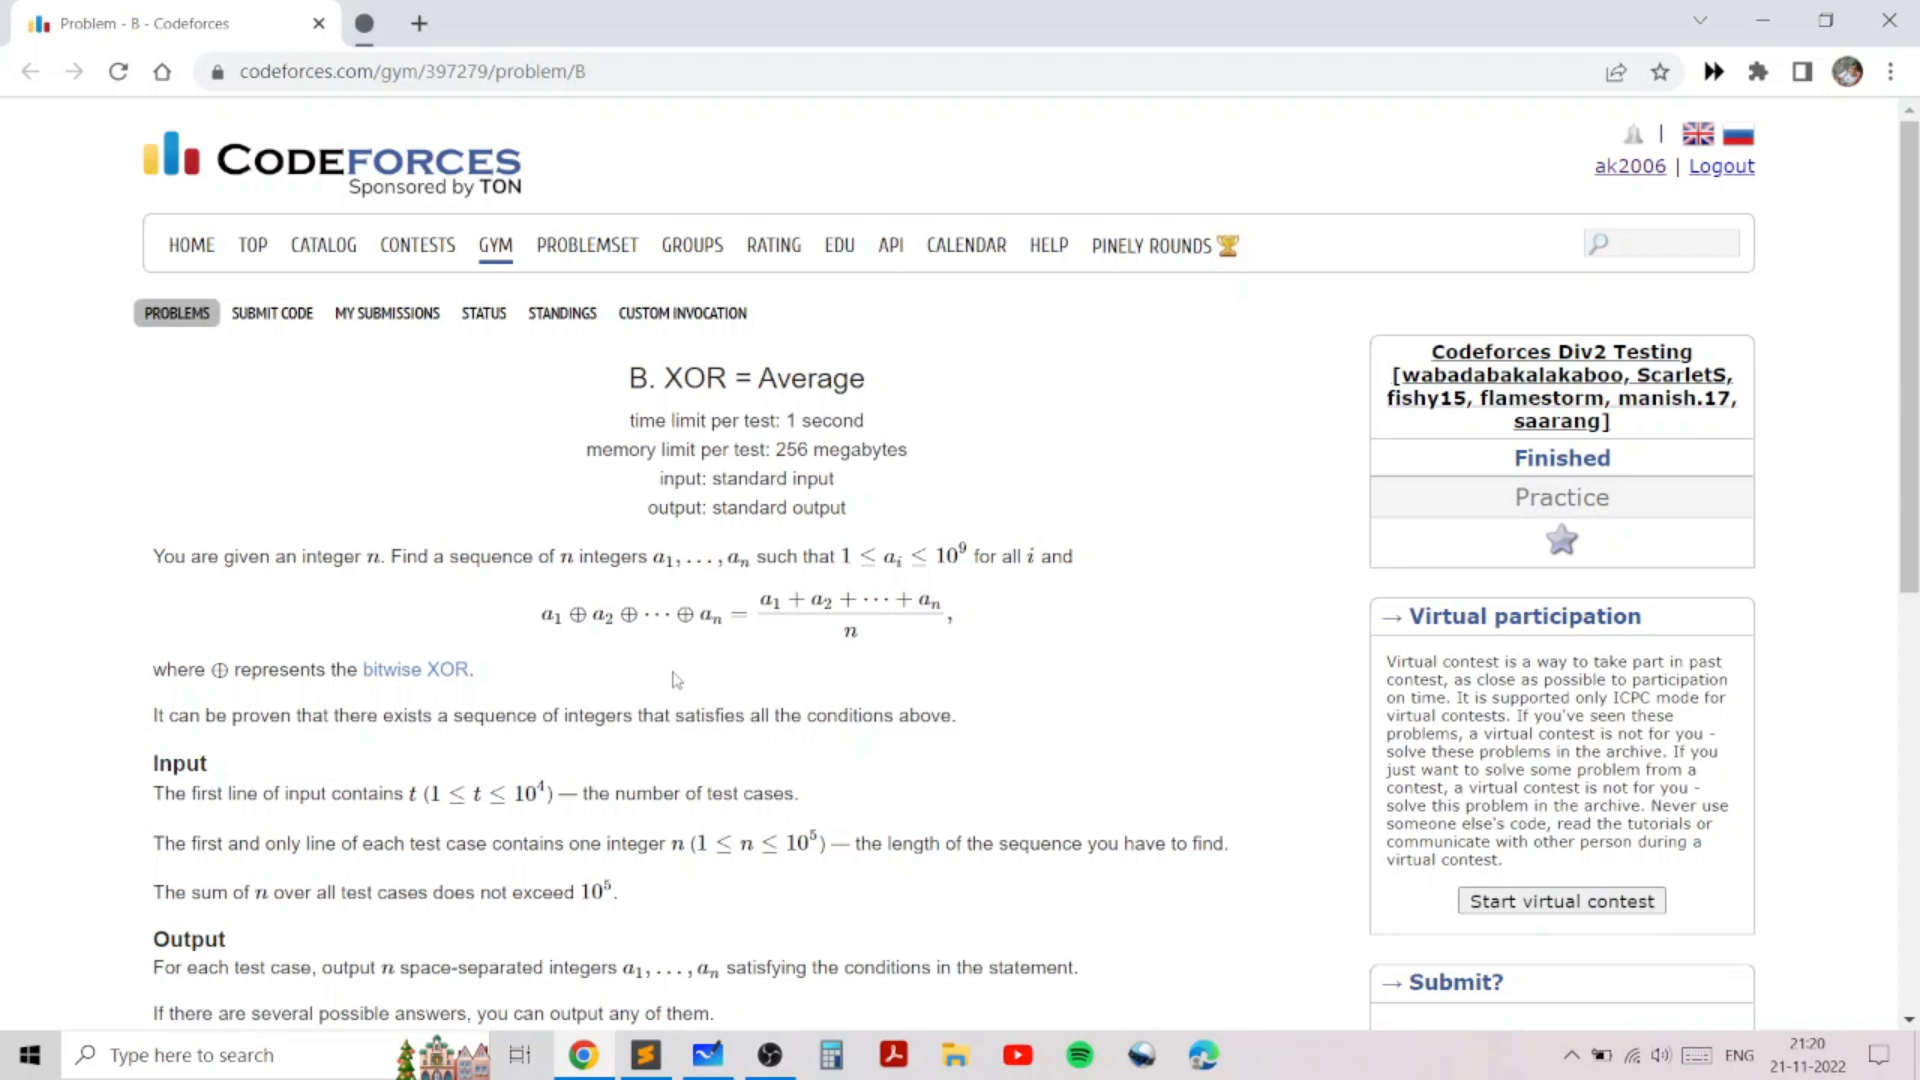 Problem - B - Codeforces
codeforces.com/gym/397279/problem/B
CODEFORCES
Sponsored by TON
ak2006 | Logout
HOME TOP CATALOG CONTESTS GYM PROBLEMSET GROUPS RATING EDU API CALENDAR HELP PINELY ROUNDS
PROBLEMS SUBMIT CODE MY SUBMISSIONS STATUS STANDINGS CUSTOM INVOCATION
B. XOR = Average
time limit per test: 1 second
memory limit per test: 256 megabytes
input: standard input
output: standard output
You are given an integer n. Find a sequence of n integers a₁, . . . , aₙ such that 1 ≤ aᵢ ≤ 10⁹ for all i and
a₁ ⊕ a₂ ⊕ ⋯ ⊕ aₙ = (a₁ + a₂ + ⋯ + aₙ) / n,
where ⊕ represents the bitwise XOR.
It can be proven that there exists a sequence of integers that satisfies all the conditions above.
Input
The first line of input contains t (1 ≤ t ≤ 10⁴) — the number of test cases.
The first and only line of each test case contains one integer n (1 ≤ n ≤ 10⁵) — the length of the sequence you have to find.
The sum of n over all test cases does not exceed 10⁵.
Output
For each test case, output n space-separated integers a₁, . . . , aₙ satisfying the conditions in the statement.
If there are several possible answers, you can output any of them.
Codeforces Div2 Testing
[wabadabakalakaboo, ScarletS,
fishy15, flamestorm, manish.17,
saarang]
Finished
Practice
→ Virtual participation
Virtual contest is a way to take part in past
contest, as close as possible to participation
on time. It is supported only ICPC mode for
virtual contests. If you've seen these
problems, a virtual contest is not for you -
solve these problems in the archive. If you
just want to solve some problem from a
contest, a virtual contest is not for you -
solve this problem in the archive. Never use
someone else's code, read the tutorials or
communicate with other person during a
virtual contest.
Start virtual contest
→ Submit?
Type here to search
ENG
21:20
21-11-2022